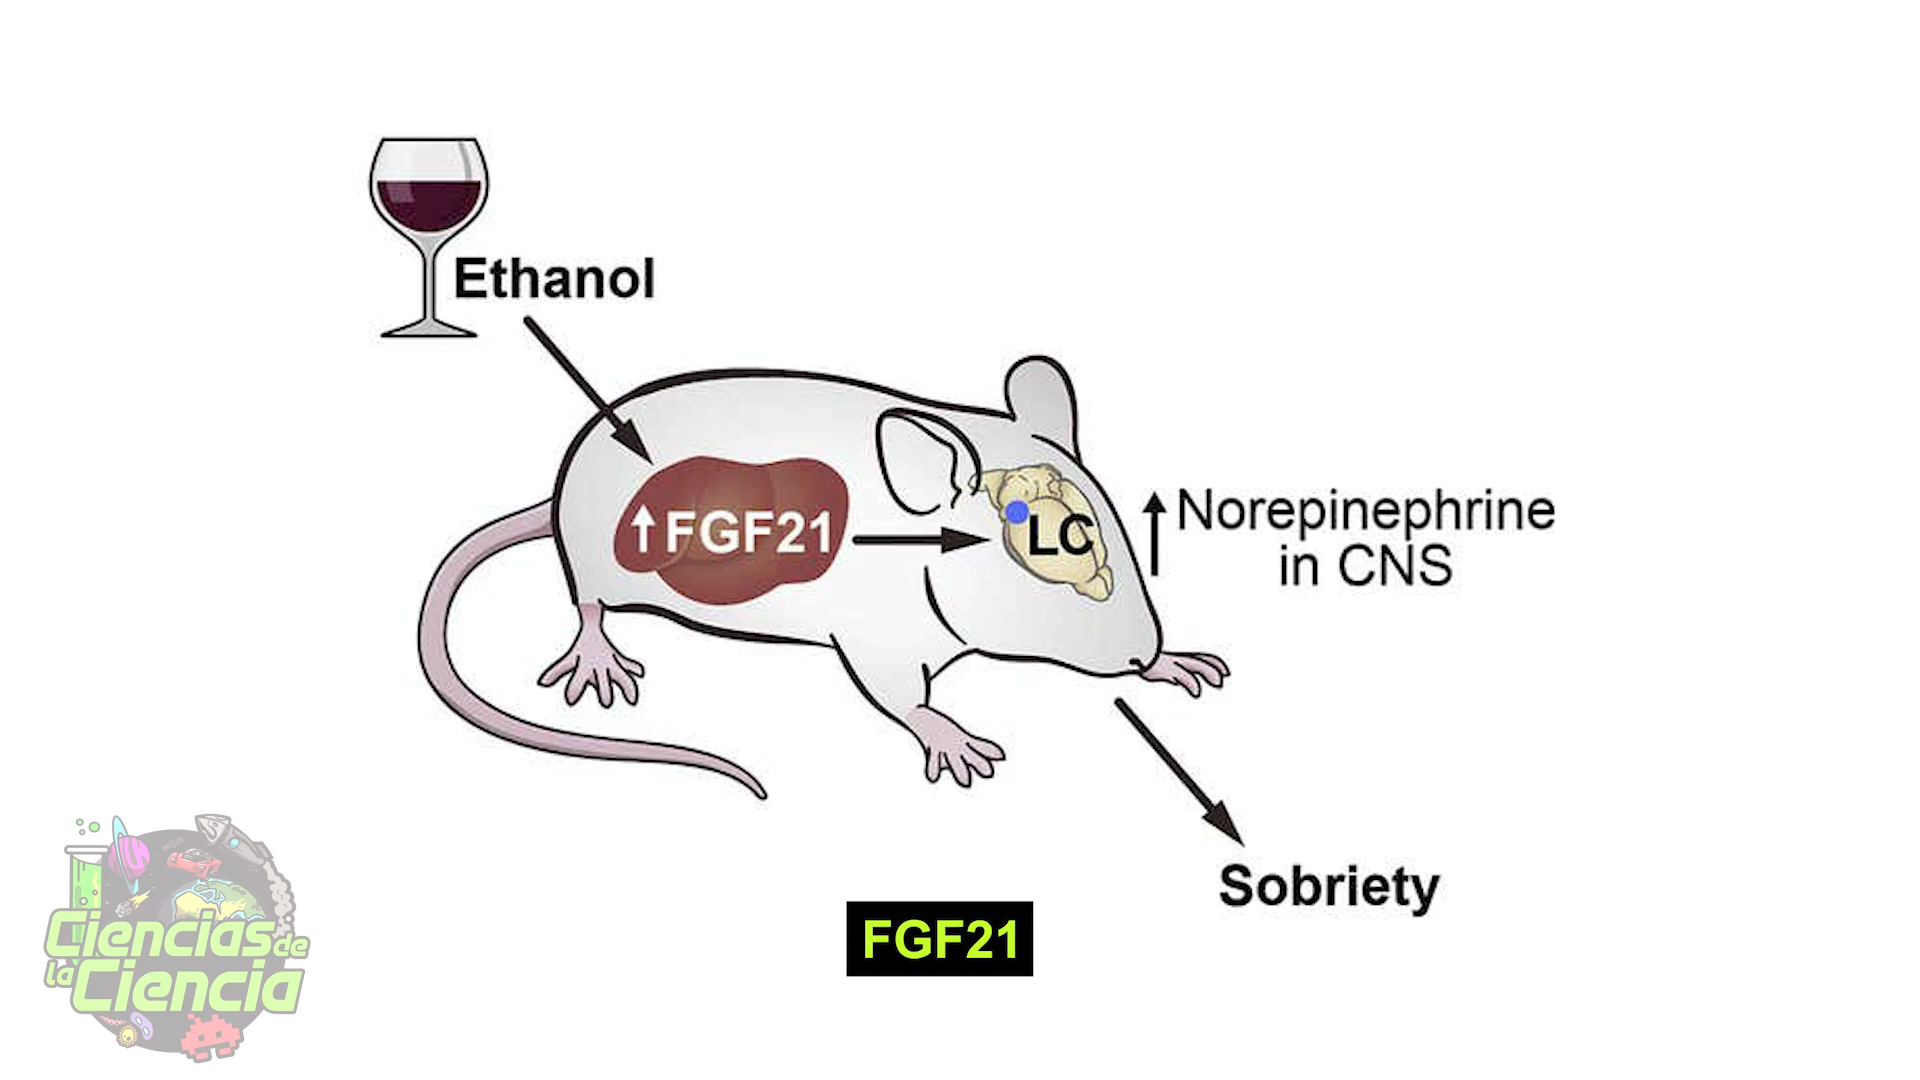 Ethanol
↑FGF21
LC
↑Norepinephrine
in CNS
Sobriety
FGF21
Ciencias de
la Ciencia